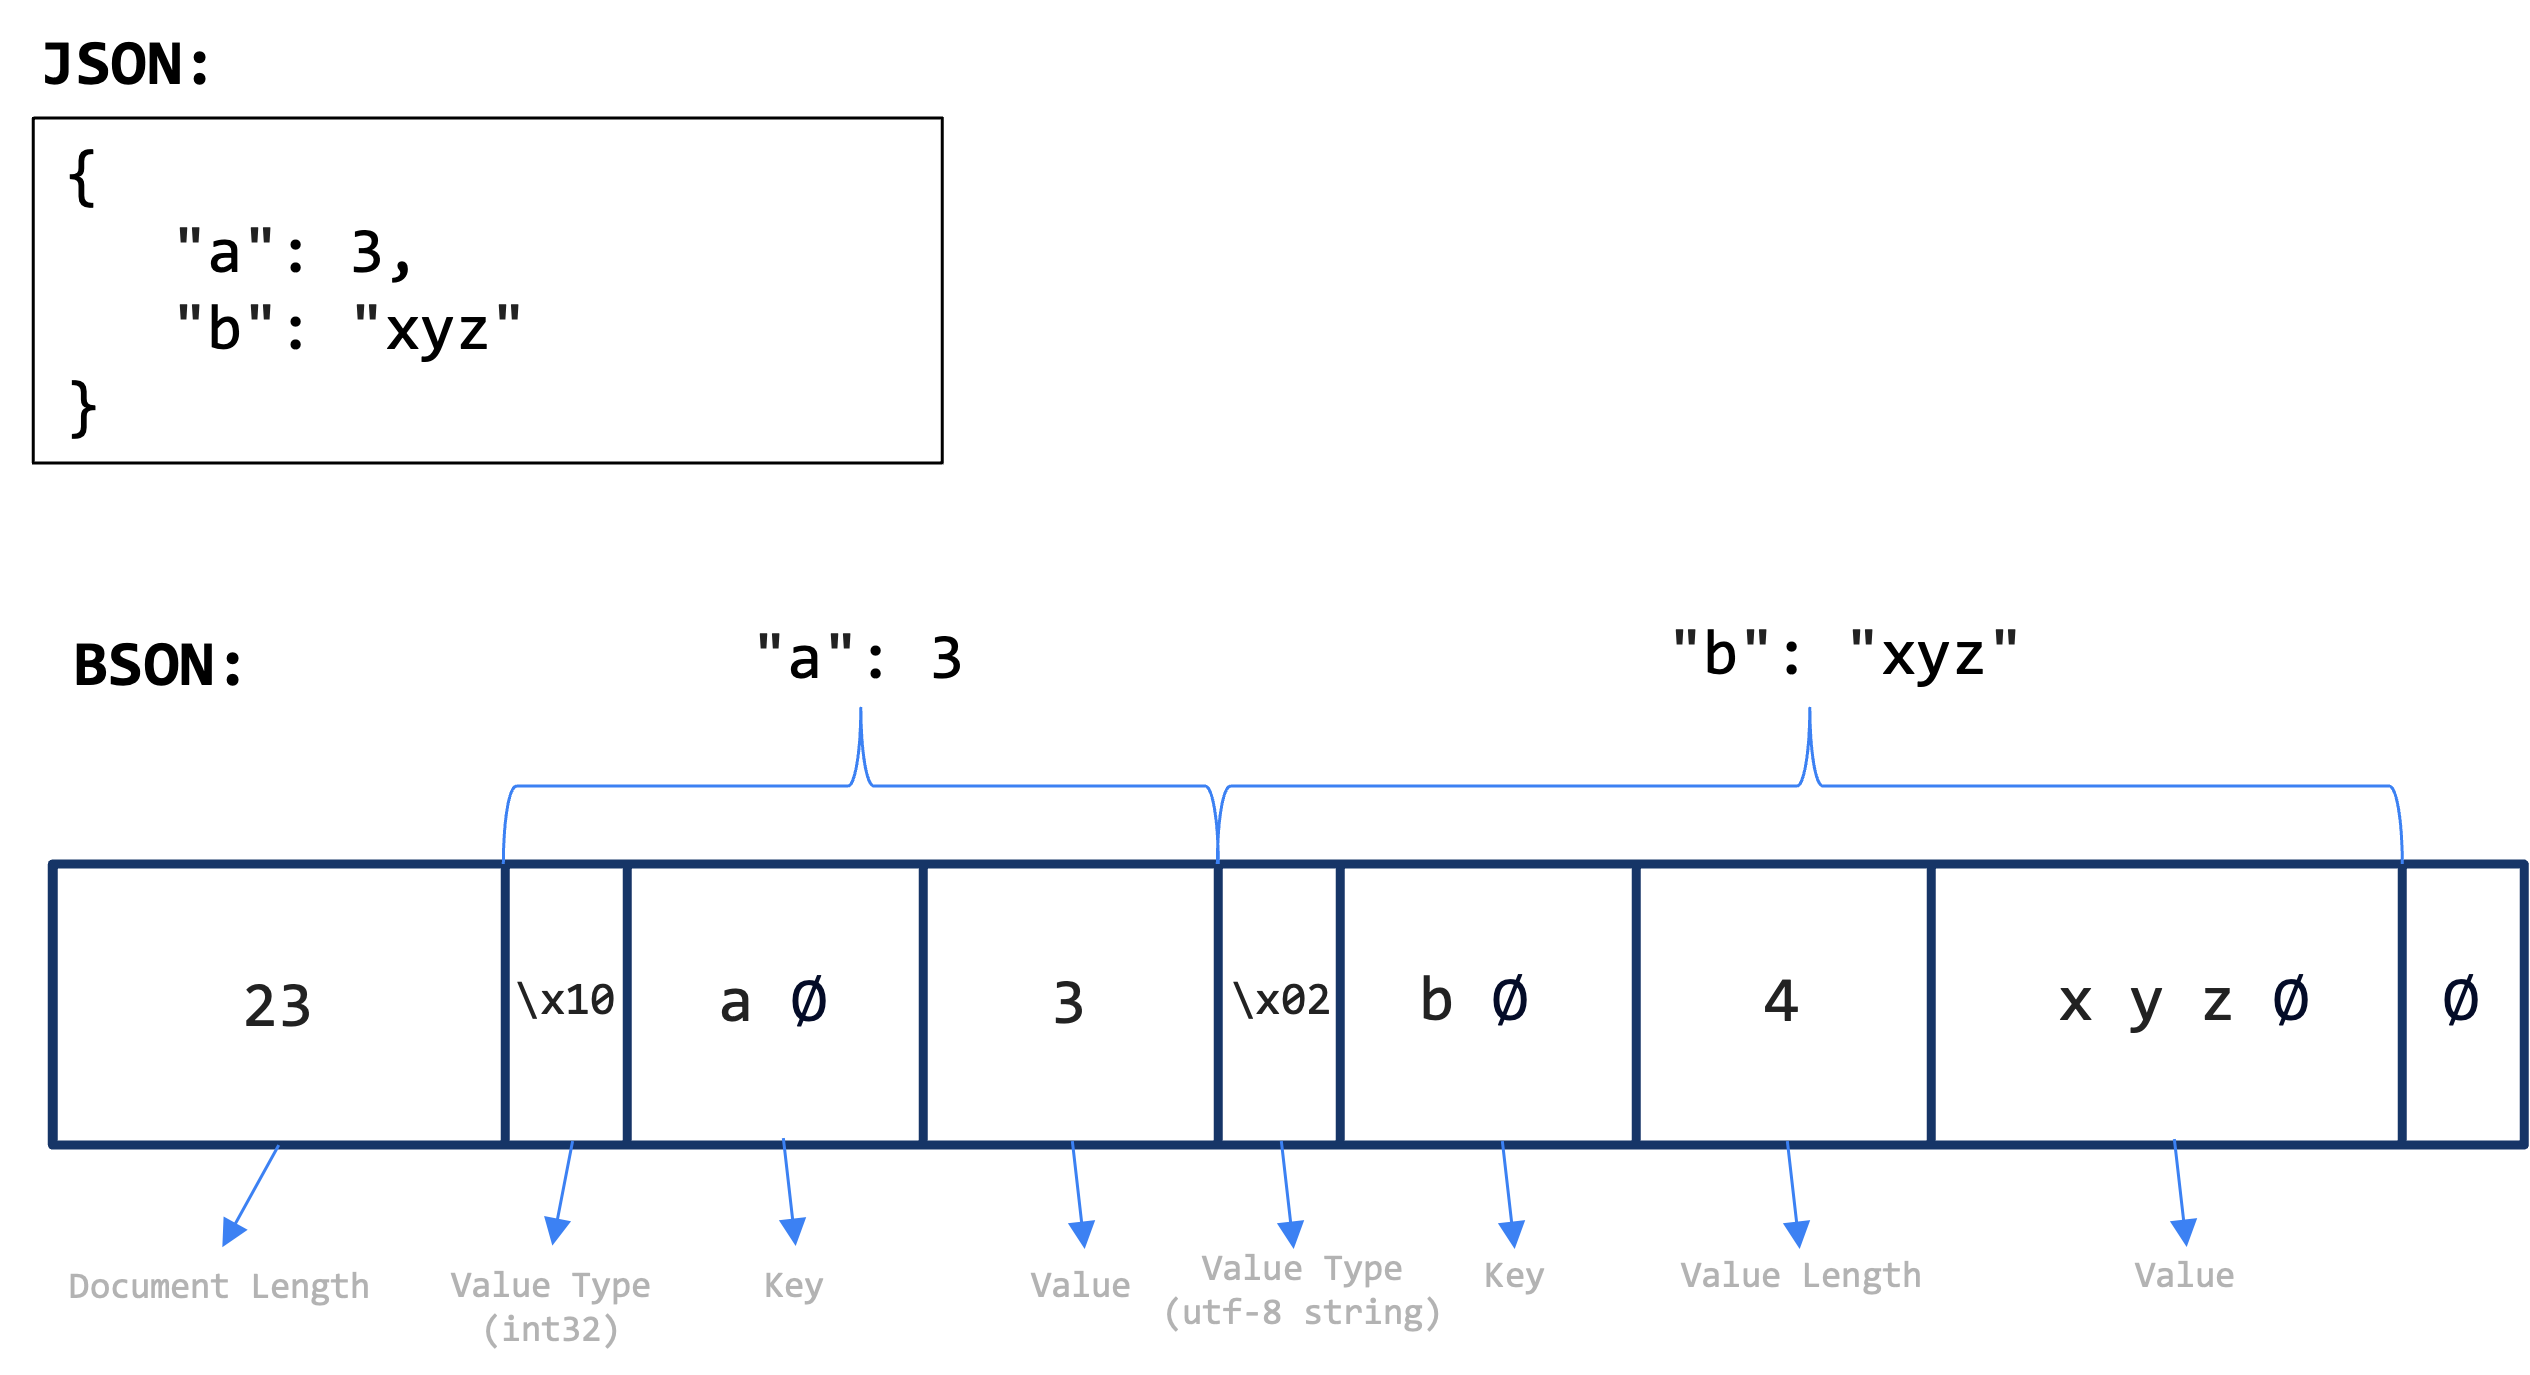 JSON:
{
"a": 3,
"b": "xyz"
}
BSON:
"a": 3
"b": "xyz"
23
\x10
a Ø
3
\x02
b Ø
4
x y z Ø
Ø
Document Length
Value Type
(int32)
Key
Value
Value Type
(utf-8 string)
Key
Value Length
Value